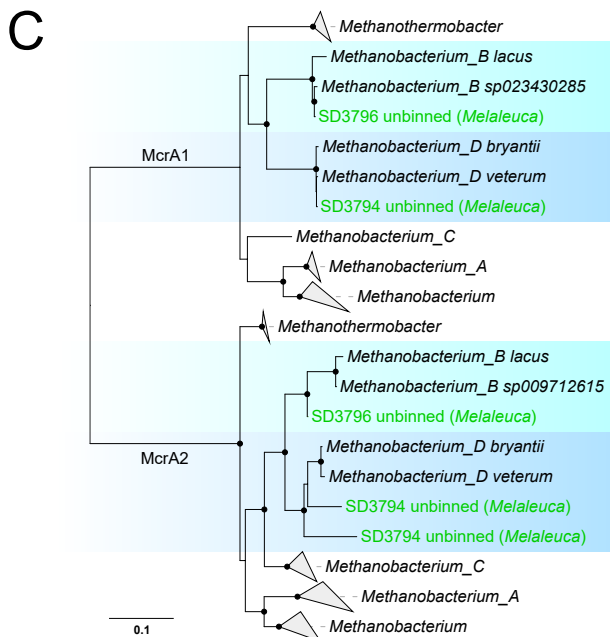 C
Methanothermobacter
Methanobacterium_B lacus
Methanobacterium_B sp023430285
SD3796 unbinned (Melaleuca)
Methanobacterium_D bryantii
McrA1
Methanobacterium_D veterum
SD3794 unbinned (Melaleuca)
Methanobacterium_C
Methanobacterium_A
Methanobacterium
Methanothermobacter
Methanobacterium_B lacus
Methanobacterium_B sp009712615
SD3796 unbinned (Melaleuca)
Methanobacterium_D bryantii
McrA2
Methanobacterium_D veterum
SD3794 unbinned (Melaleuca)
SD3794 unbinned (Melaleuca)
Methanobacterium_C
Methanobacterium_A
Methanobacterium
0.1